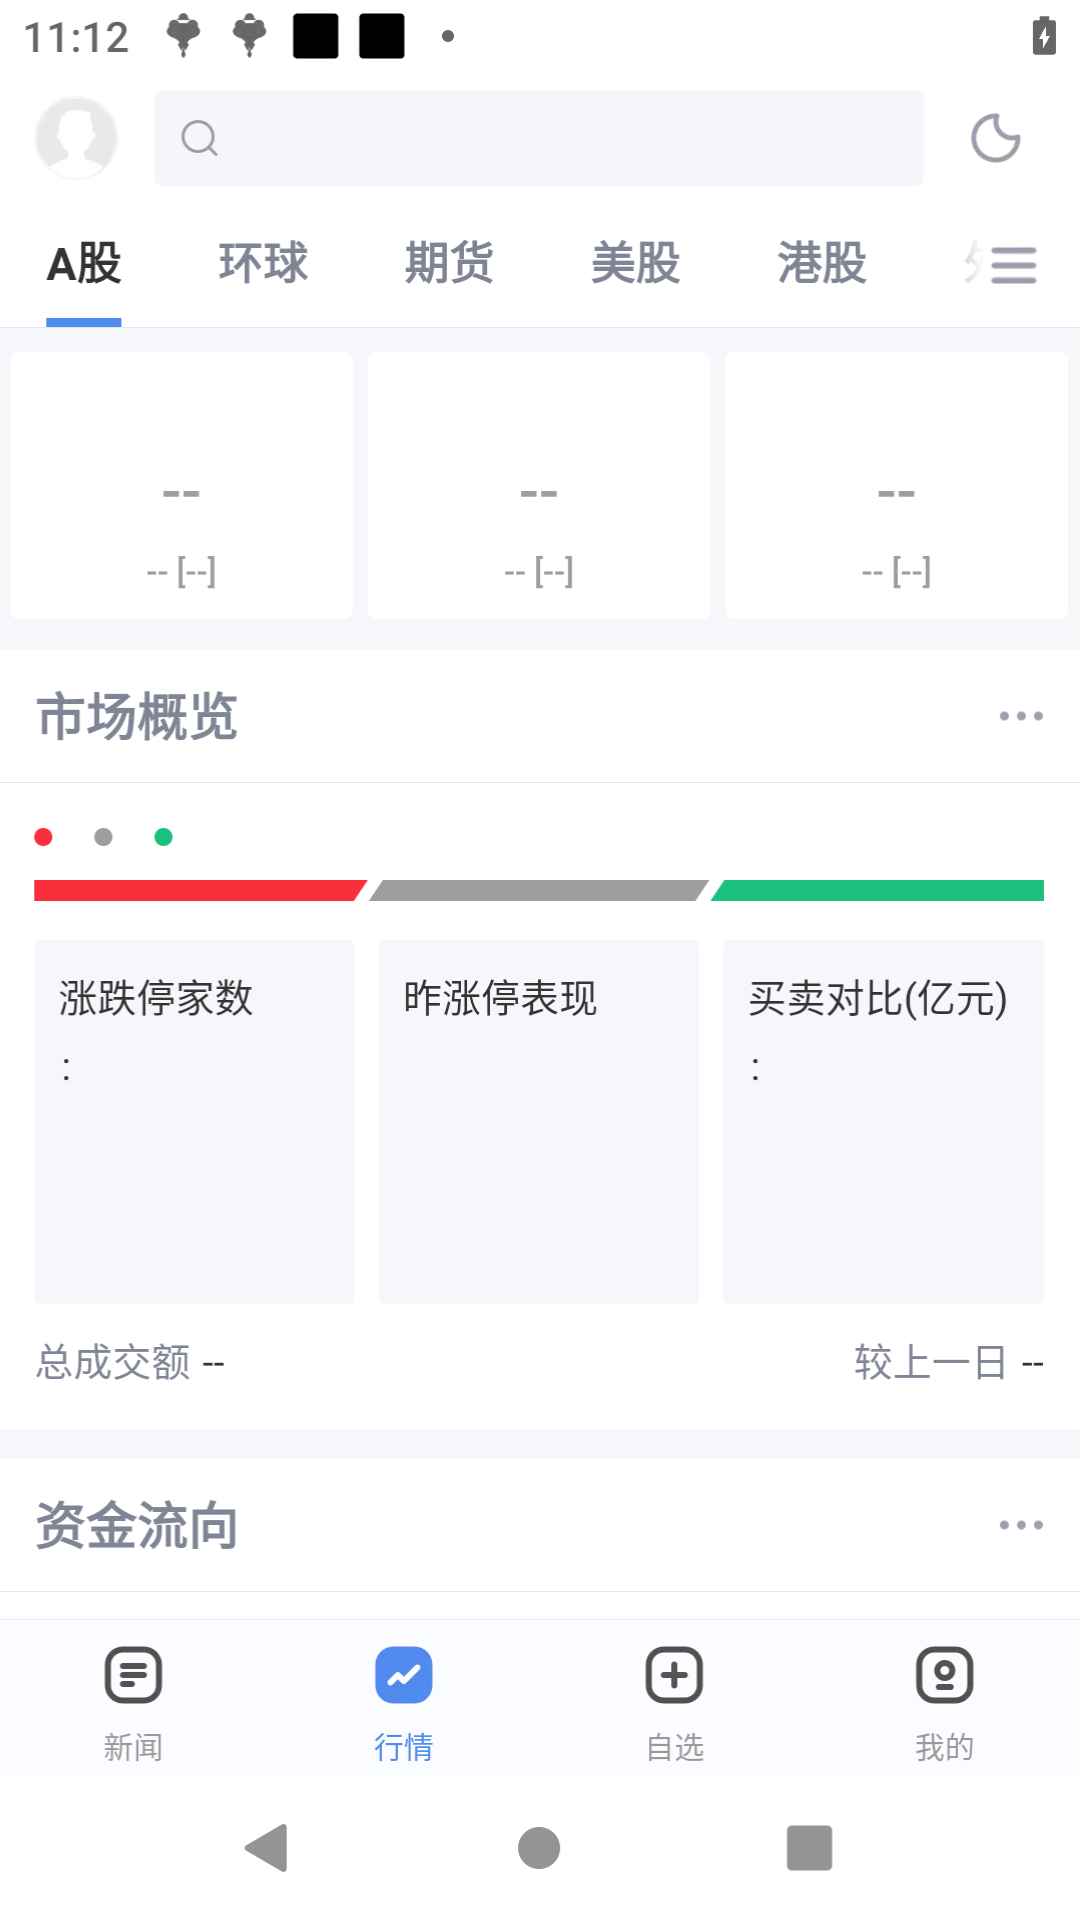 11:12
A股 环球 期货 美股 港股
-- -- --
-- [--] -- [--] -- [--]
市场概览
涨跌停家数 昨涨停表现 买卖对比(亿元)
: :
总成交额 -- 较上一日 --
资金流向
新闻 行情 自选 我的